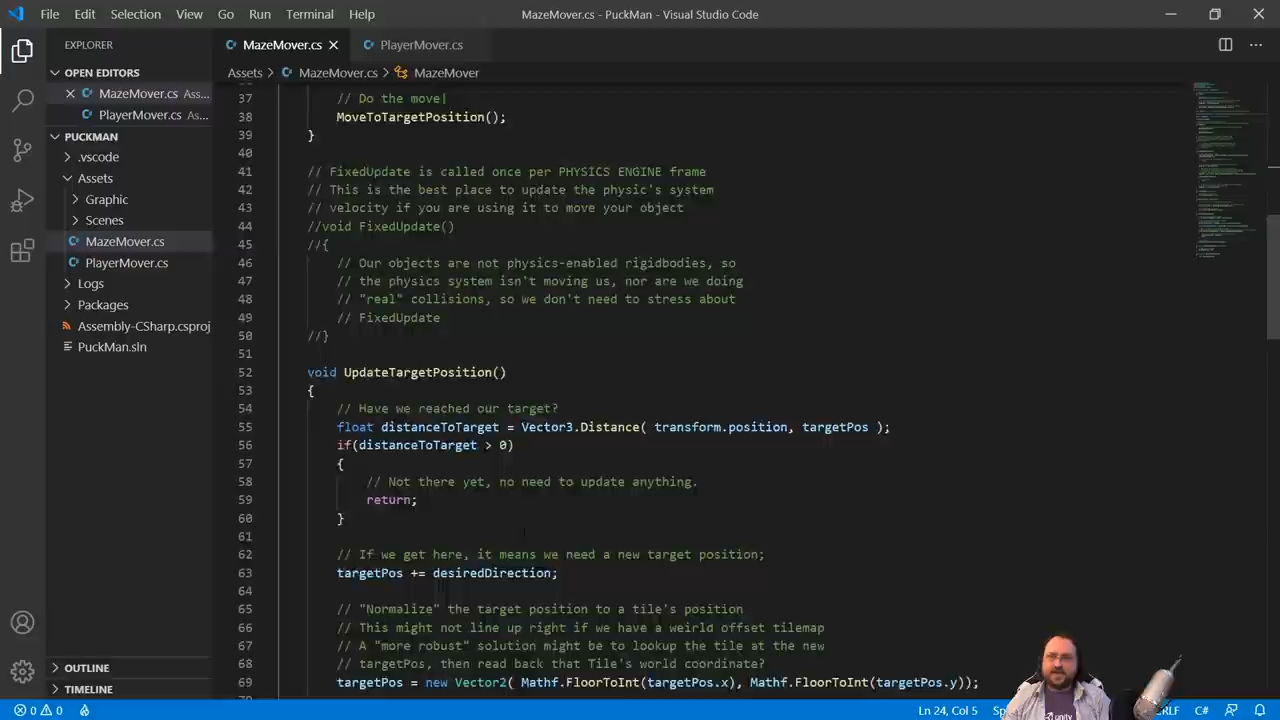 File Edit Selection View Go Run Terminal Help MazeMover.cs - PuckMan - Visual Studio Code
EXPLORER
MazeMover.cs PlayerMover.cs
OPEN EDITORS
MazeMover.cs Ass...
PlayerMover.cs Ass...
PUCKMAN
.vscode
Assets
Graphic
Scenes
MazeMover.cs
PlayerMover.cs
Logs
Packages
Assembly-CSharp.csproj
PuckMan.sln
OUTLINE
TIMELINE
Assets > MazeMover.cs > MazeMover
37 // Do the move
38 MoveToTargetPosition();
39 }
40
41 // FixedUpdate is called once per PHYSICS ENGINE frame
42 // This is the best place to update the physic's system
43 // velocity if you are using it to move your object
44 //void FixedUpdate()
45 //{
46 // Our objects are not physics-enabled rigidbodies, so
47 // the physics system isn't moving us, nor are we doing
48 // "real" collisions, so we don't need to stress about
49 // FixedUpdate
50 //}
51
52 void UpdateTargetPosition()
53 {
54 // Have we reached our target?
55 float distanceToTarget = Vector3.Distance( transform.position, targetPos );
56 if(distanceToTarget > 0)
57 {
58 // Not there yet, no need to update anything.
59 return;
60 }
61
62 // If we get here, it means we need a new target position;
63 targetPos += desiredDirection;
64
65 // "Normalize" the target position to a tile's position
66 // This might not line up right if we have a weirld offset tilemap
67 // A "more robust" solution might be to lookup the tile at the new
68 // targetPos, then read back that Tile's world coordinate?
69 targetPos = new Vector2( Mathf.FloorToInt(targetPos.x), Mathf.FloorToInt(targetPos.y));
0 0 Ln 24, Col 5 Sp CRLF C#
unity